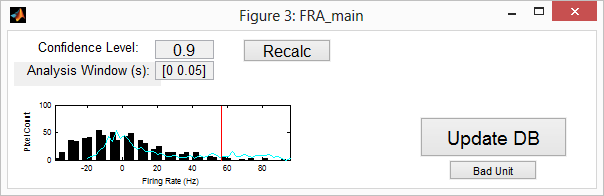 Figure 3: FRA_main
Confidence Level: 0.9 Recalc
Analysis Window (s): [0 0.05]
100
50
0
Pixel Count
-20 0 20 40 60 80
Firing Rate (Hz)
Update DB
Bad Unit